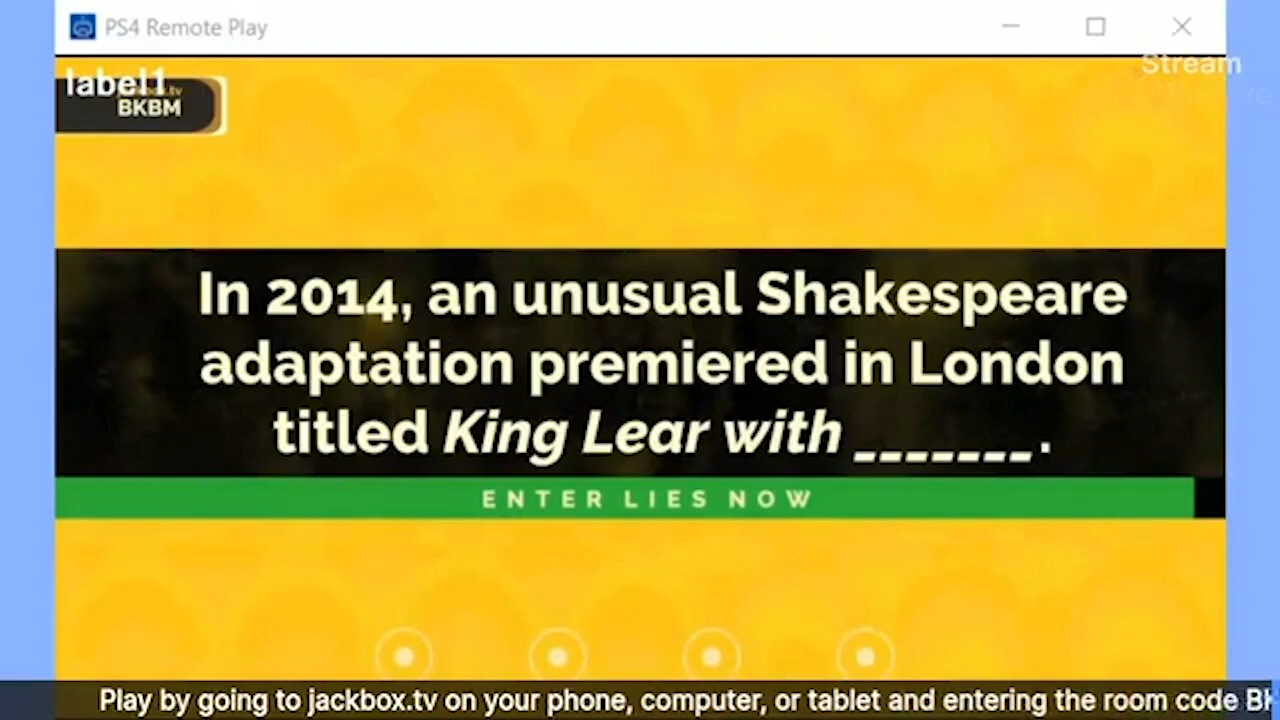 PS4 Remote Play
Stream
label1
BKBM
In 2014, an unusual Shakespeare
adaptation premiered in London
titled King Lear with _______.
ENTER LIES NOW
Play by going to jackbox.tv on your phone, computer, or tablet and entering the room code